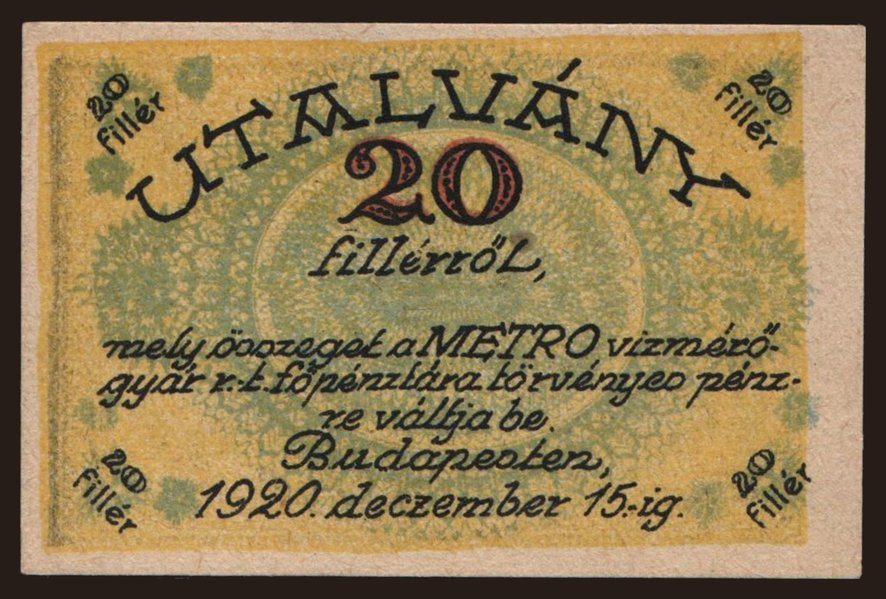 20
fillér
20
fillér
UTALVÁNY
20
fillérről,
mely összeget a METRO vizmérő-
gyár r.-t. főpénztára törvényes pénz-
re váltja be.
Budapesten,
1920. deczember 15.-ig.
20
fillér
20
fillér